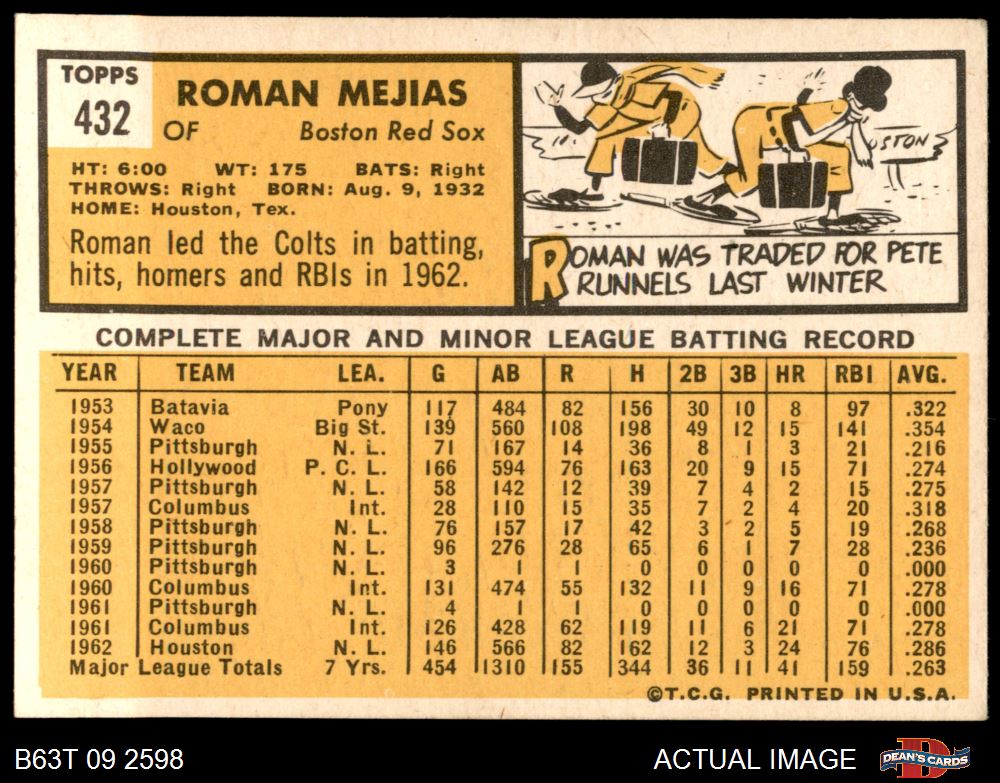 TOPPS
432
ROMAN MEJIAS
OF Boston Red Sox
HT: 6:00 WT: 175 BATS: Right
THROWS: Right BORN: Aug. 9, 1932
HOME: Houston, Tex.
Roman led the Colts in batting,
hits, homers and RBIs in 1962.
OSTON
ROMAN WAS TRADED FOR PETE
RUNNELS LAST WINTER
COMPLETE MAJOR AND MINOR LEAGUE BATTING RECORD
YEAR TEAM LEA. G AB R H 2B 3B HR RBI AVG.
1953 Batavia Pony 117 484 82 156 30 10 8 97 .322
1954 Waco Big St. 139 560 108 198 49 12 15 141 .354
1955 Pittsburgh N. L. 71 167 14 36 8 1 3 21 .216
1956 Hollywood P. C. L. 166 594 76 163 20 9 15 71 .274
1957 Pittsburgh N. L. 58 142 12 39 7 4 2 15 .275
1957 Columbus Int. 28 110 15 35 7 2 4 20 .318
1958 Pittsburgh N. L. 76 157 17 42 3 2 5 19 .268
1959 Pittsburgh N. L. 96 276 28 65 6 1 7 28 .236
1960 Pittsburgh N. L. 3 1 1 0 0 0 0 0 .000
1960 Columbus Int. 131 474 55 132 11 9 16 71 .278
1961 Pittsburgh N. L. 4 1 1 0 0 0 0 0 .000
1961 Columbus Int. 126 428 62 119 11 6 21 71 .278
1962 Houston N. L. 146 566 82 162 12 3 24 76 .286
Major League Totals 7 Yrs. 454 1310 155 344 36 11 41 159 .263
©T.C.G. PRINTED IN U.S.A.
B63T 09 2598
ACTUAL IMAGE
D
DEAN'S CARDS